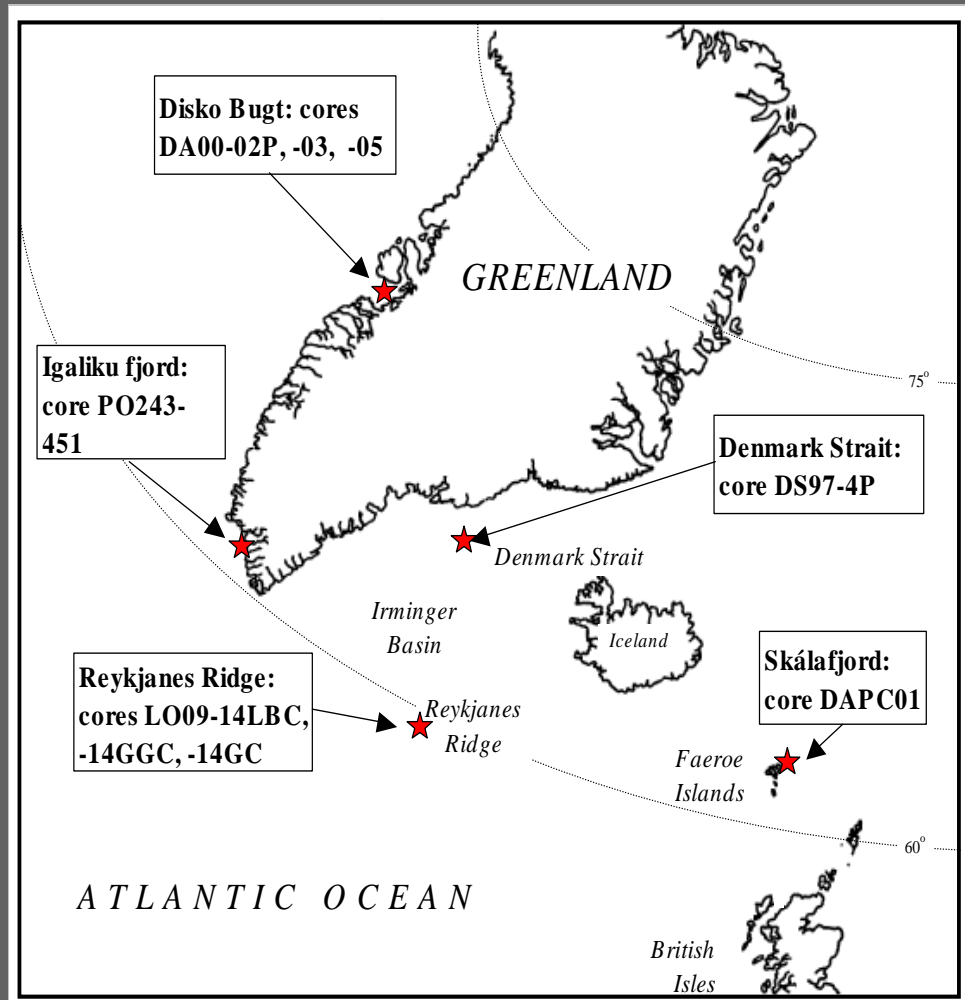 Disko Bugt: cores
DA00-02P, -03, -05
GREENLAND
Igaliku fjord:
core PO243-
451
75°
Denmark Strait:
core DS97-4P
Denmark Strait
Irminger
Basin
Iceland
Reykjanes Ridge:
cores LO09-14LBC,
-14GGC, -14GC
Reykjanes
Ridge
Skálafjord:
core DAPC01
Faeroe
Islands
60°
ATLANTIC OCEAN
British
Isles